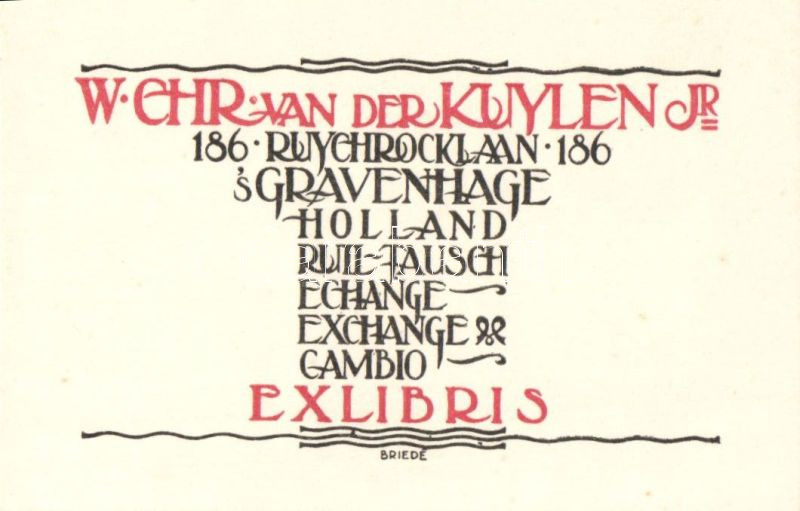 W·CHR·VAN DER KUYLEN JR
186·RUYCHROCKLAAN·186
'S GRAVENHAGE
HOLLAND
RUIL-TAUSCH
ECHANGE
EXCHANGE
CAMBIO
EXLIBRIS
BRIEDÉ